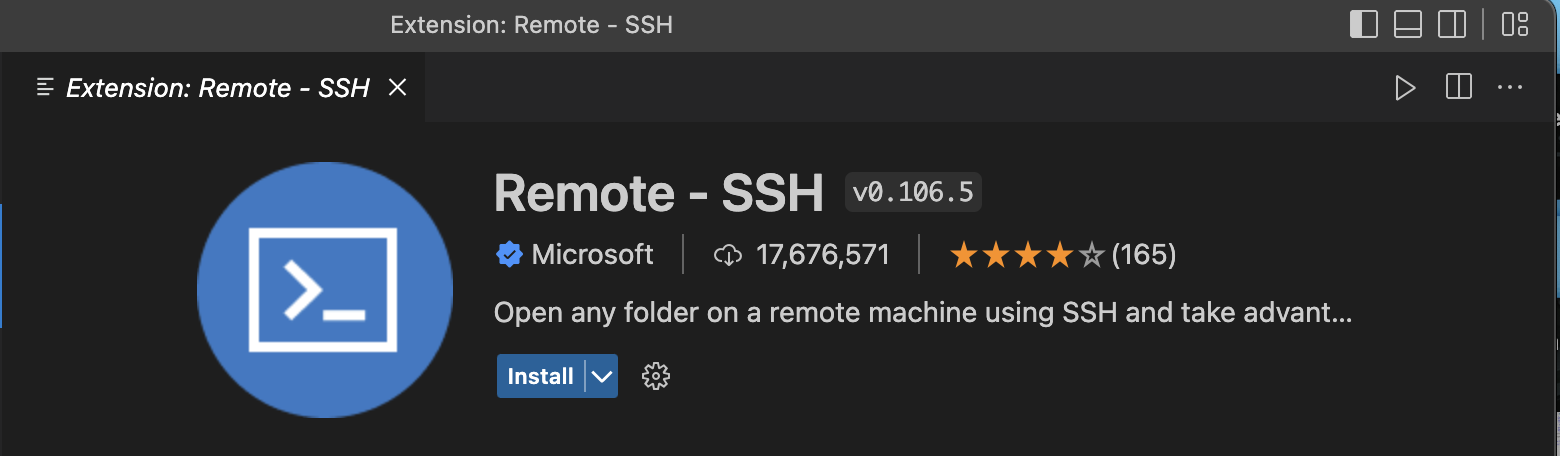 Extension: Remote - SSH
Extension: Remote - SSH
Remote - SSH v0.106.5
Microsoft 17,676,571 (165)
Open any folder on a remote machine using SSH and take advant...
Install